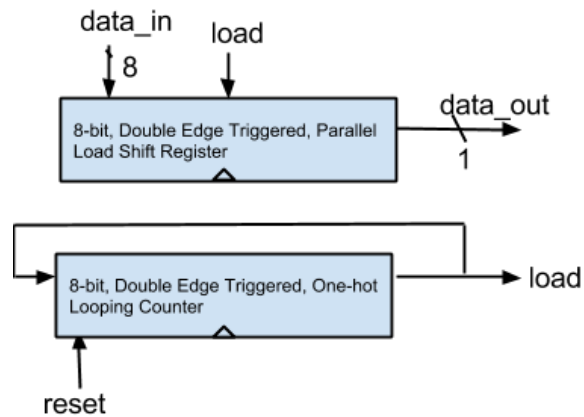 data_in
load
8
8-bit, Double Edge Triggered, Parallel
Load Shift Register
data_out
1
8-bit, Double Edge Triggered, One-hot
Looping Counter
load
reset